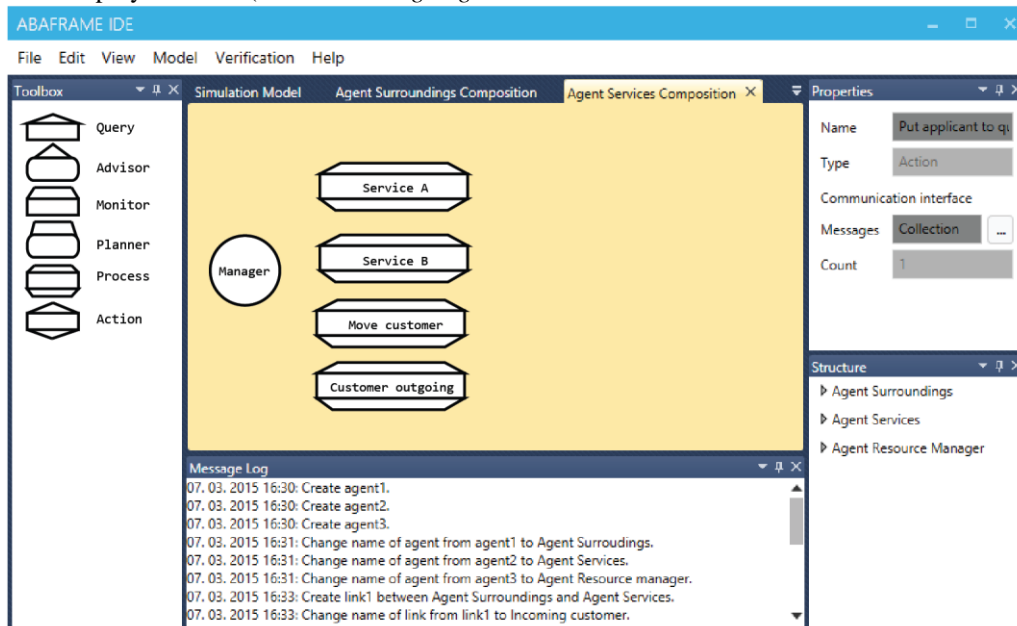 ABAFRAME IDE
File Edit View Model Verification Help
Toolbox
Query
Advisor
Monitor
Planner
Process
Action
Simulation Model Agent Surroundings Composition Agent Services Composition
Manager
Service A
Service B
Move customer
Customer outgoing
Message Log
07. 03. 2015 16:30: Create agent1.
07. 03. 2015 16:30: Create agent2.
07. 03. 2015 16:30: Create agent3.
07. 03. 2015 16:31: Change name of agent from agent1 to Agent Surroudings.
07. 03. 2015 16:31: Change name of agent from agent2 to Agent Services.
07. 03. 2015 16:31: Change name of agent from agent3 to Agent Resource manager.
07. 03. 2015 16:33: Create link1 between Agent Surroundings and Agent Services.
07. 03. 2015 16:33: Change name of link from link1 to Incoming customer.
Properties
Name Put applicant to qu
Type Action
Communication interface
Messages Collection ...
Count 1
Structure
Agent Surroundings
Agent Services
Agent Resource Manager